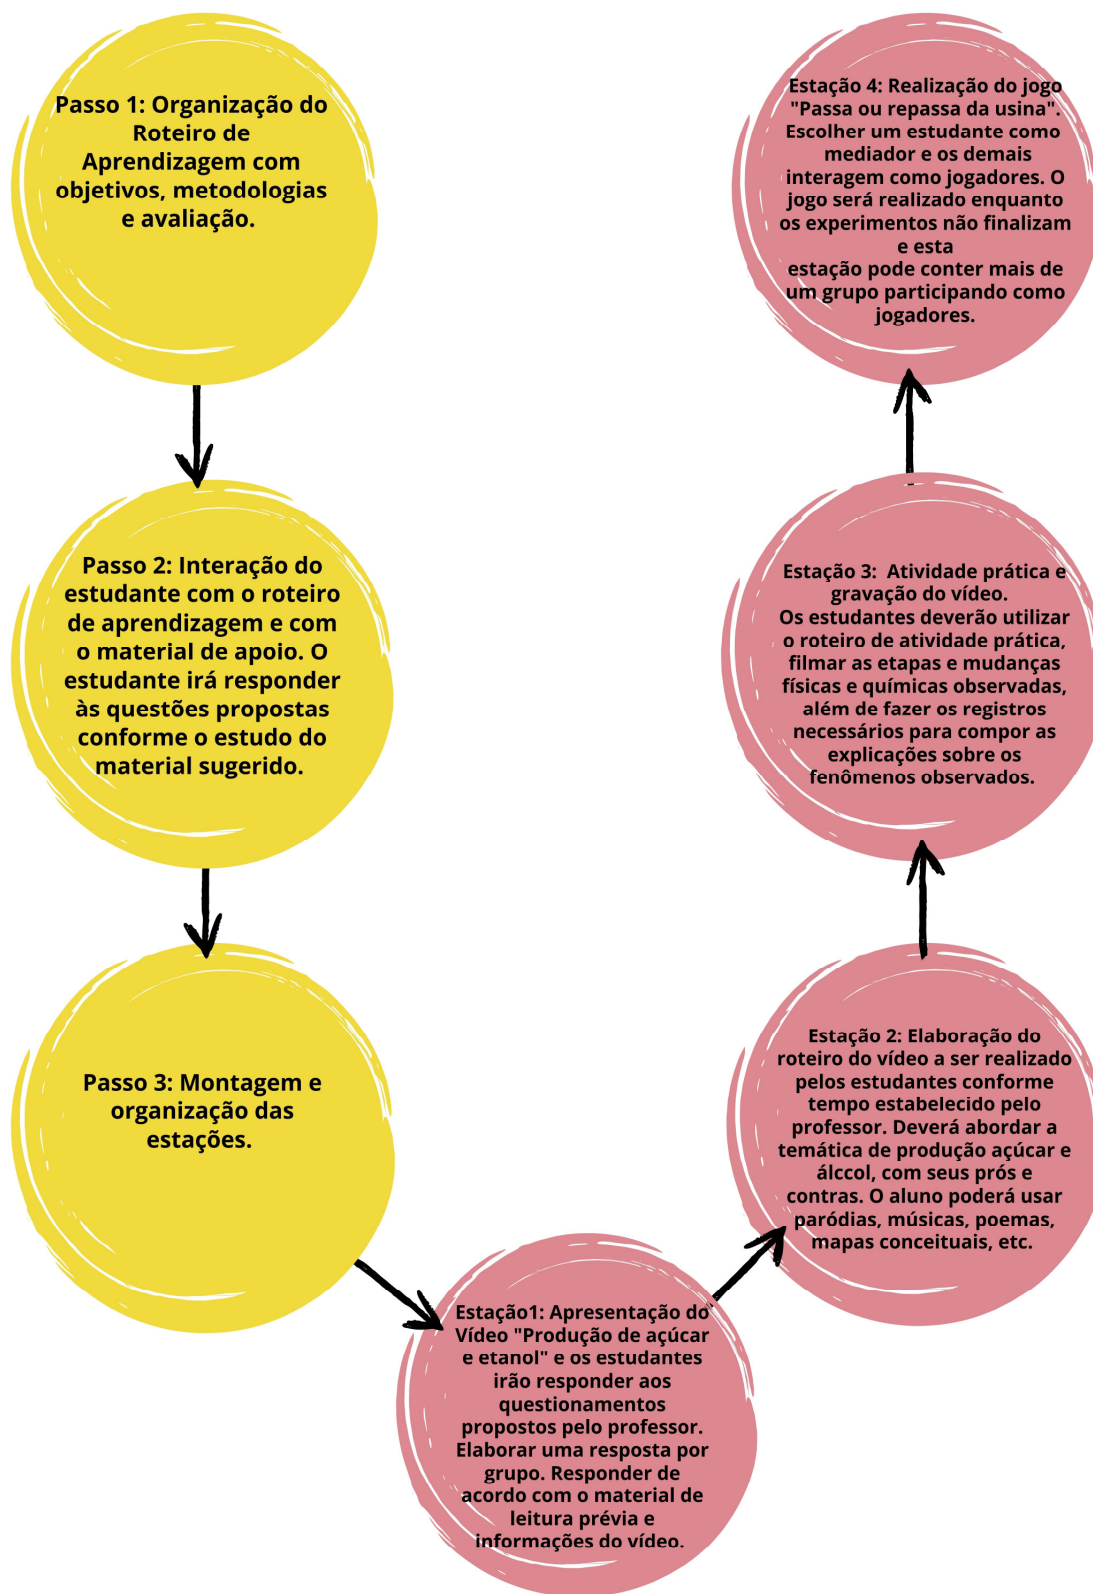 Passo 1: Organização do
Roteiro de
Aprendizagem com
objetivos, metodologias
e avaliação.
Passo 2: Interação do
estudante com o roteiro
de aprendizagem e com
o material de apoio. O
estudante irá responder
às questões propostas
conforme o estudo do
material sugerido.
Passo 3: Montagem e
organização das
estações.
Estação1: Apresentação do
Vídeo "Produção de açúcar
e etanol" e os estudantes
irão responder aos
questionamentos
propostos pelo professor.
Elaborar uma resposta por
grupo. Responder de
acordo com o material de
leitura prévia e
informações do vídeo.
Estação 2: Elaboração do
roteiro do vídeo a ser realizado
pelos estudantes conforme
tempo estabelecido pelo
professor. Deverá abordar a
temática de produção açúcar e
álccol, com seus prós e
contras. O aluno poderá usar
paródias, músicas, poemas,
mapas conceituais, etc.
Estação 3:  Atividade prática e
gravação do vídeo.
Os estudantes deverão utilizar
o roteiro de atividade prática,
filmar as etapas e mudanças
físicas e químicas observadas,
além de fazer os registros
necessários para compor as
explicações sobre os
fenômenos observados.
Estação 4: Realização do jogo
"Passa ou repassa da usina".
Escolher um estudante como
mediador e os demais
interagem como jogadores. O
jogo será realizado enquanto
os experimentos não finalizam
e esta
estação pode conter mais de
um grupo participando como
jogadores.